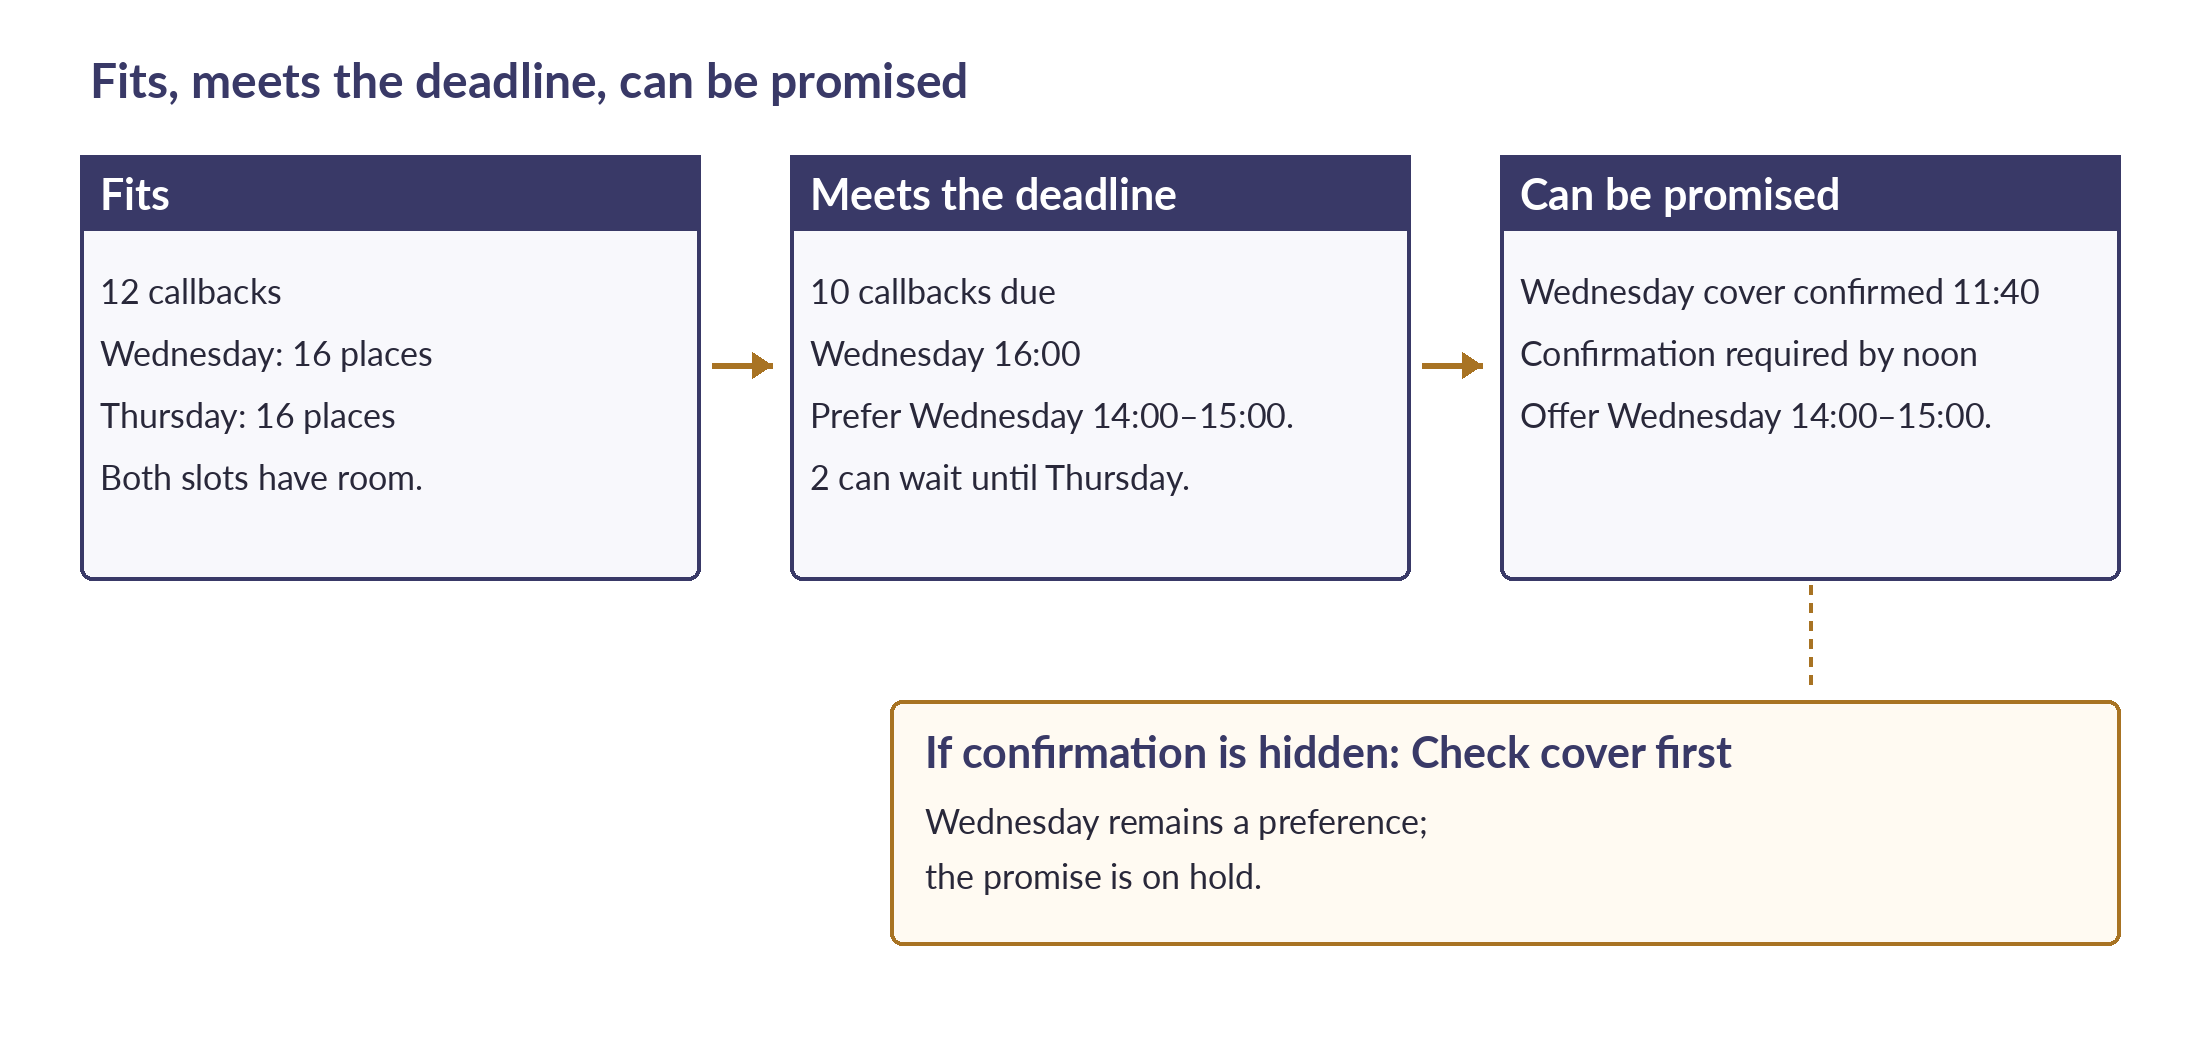 Fits, meets the deadline, can be promised
Fits
12 callbacks
Wednesday: 16 places
Thursday: 16 places
Both slots have room.
Meets the deadline
10 callbacks due
Wednesday 16:00
Prefer Wednesday 14:00–15:00.
2 can wait until Thursday.
Can be promised
Wednesday cover confirmed 11:40
Confirmation required by noon
Offer Wednesday 14:00–15:00.
If confirmation is hidden: Check cover first
Wednesday remains a preference;
the promise is on hold.